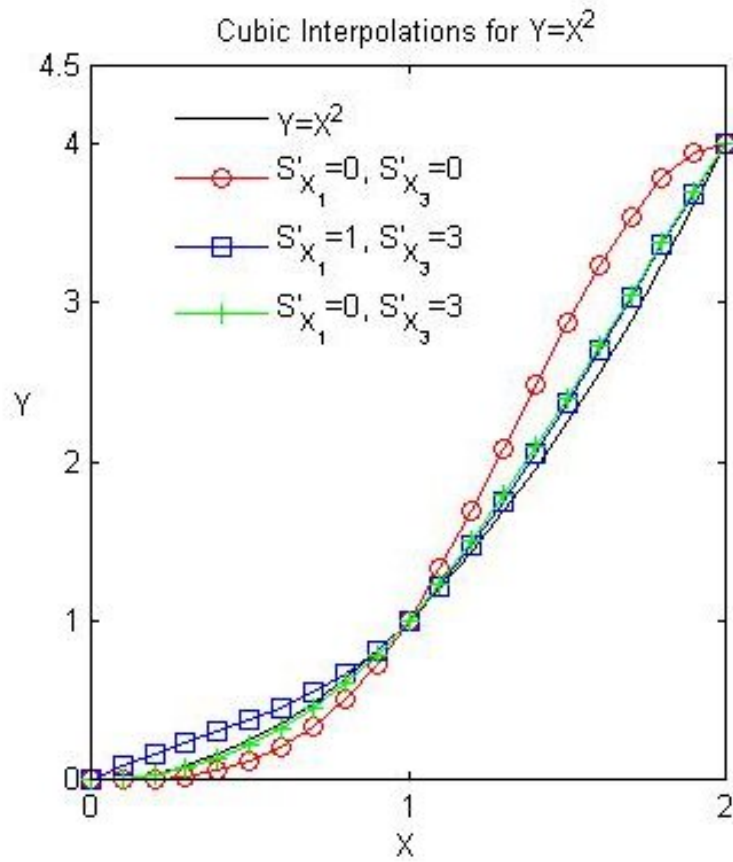 Cubic Interpolations for Y=X²
4.5
4
3
2
1
0
Y
Y=X²
S'X₁=0, S'X₃=0
S'X₁=1, S'X₃=3
S'X₁=0, S'X₃=3
0 1 2
X